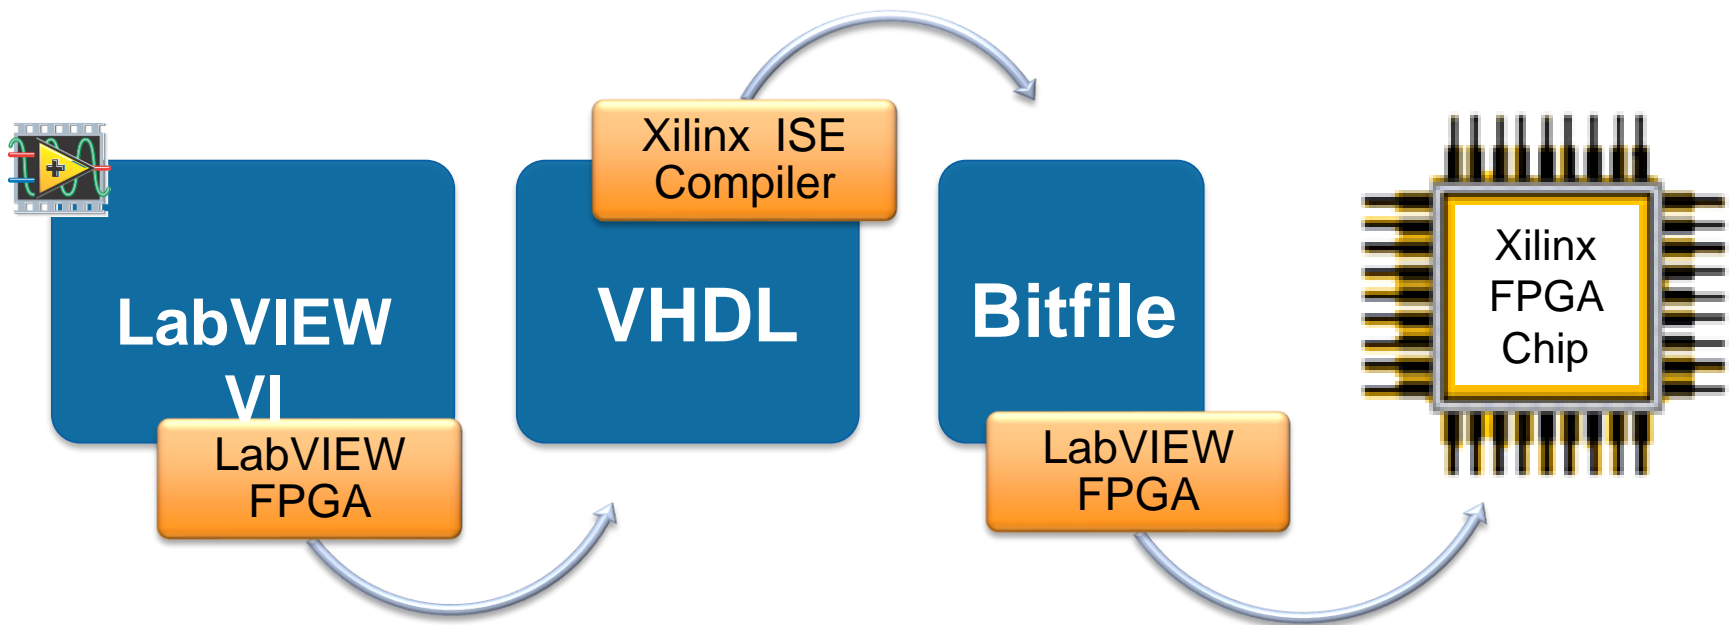 LabVIEW
VI
LabVIEW
FPGA
Xilinx ISE
Compiler
VHDL
Bitfile
LabVIEW
FPGA
Xilinx
FPGA
Chip